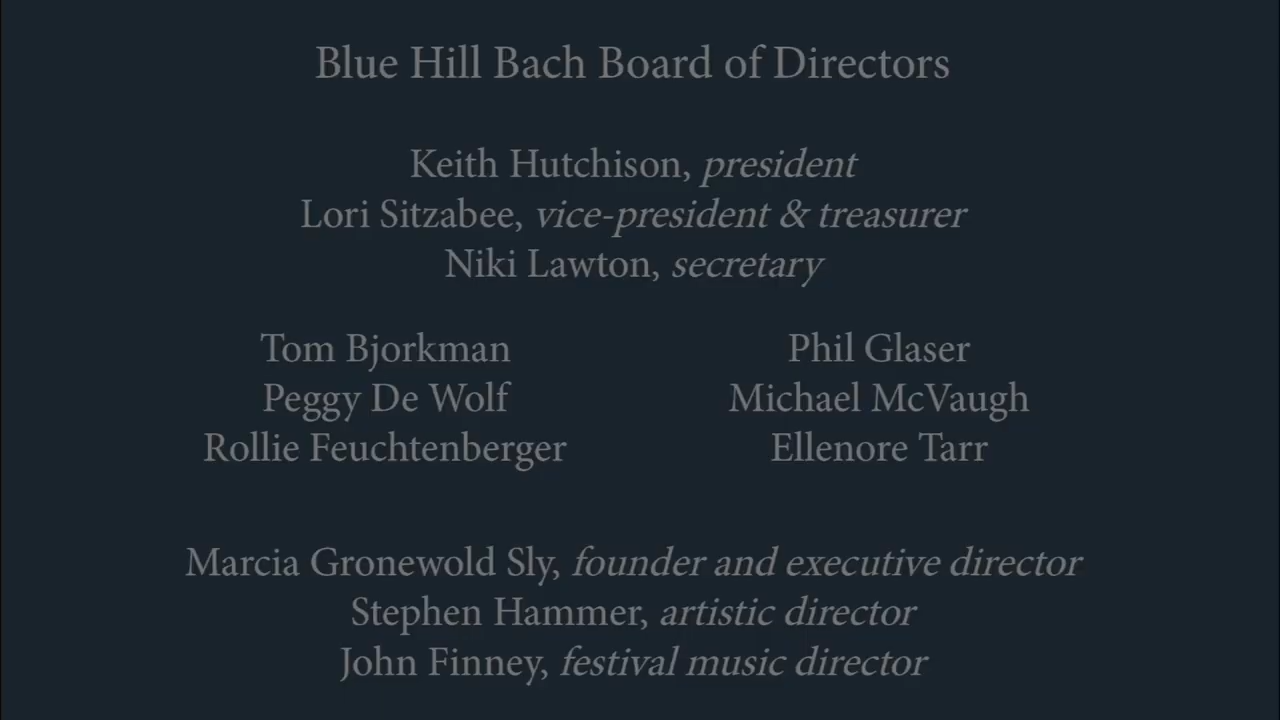 Blue Hill Bach Board of Directors
Keith Hutchison, president
Lori Sitzabee, vice-president & treasurer
Niki Lawton, secretary
Tom Bjorkman
Peggy De Wolf
Rollie Feuchtenberger
Phil Glaser
Michael McVaugh
Ellenore Tarr
Marcia Gronewold Sly, founder and executive director
Stephen Hammer, artistic director
John Finney, festival music director